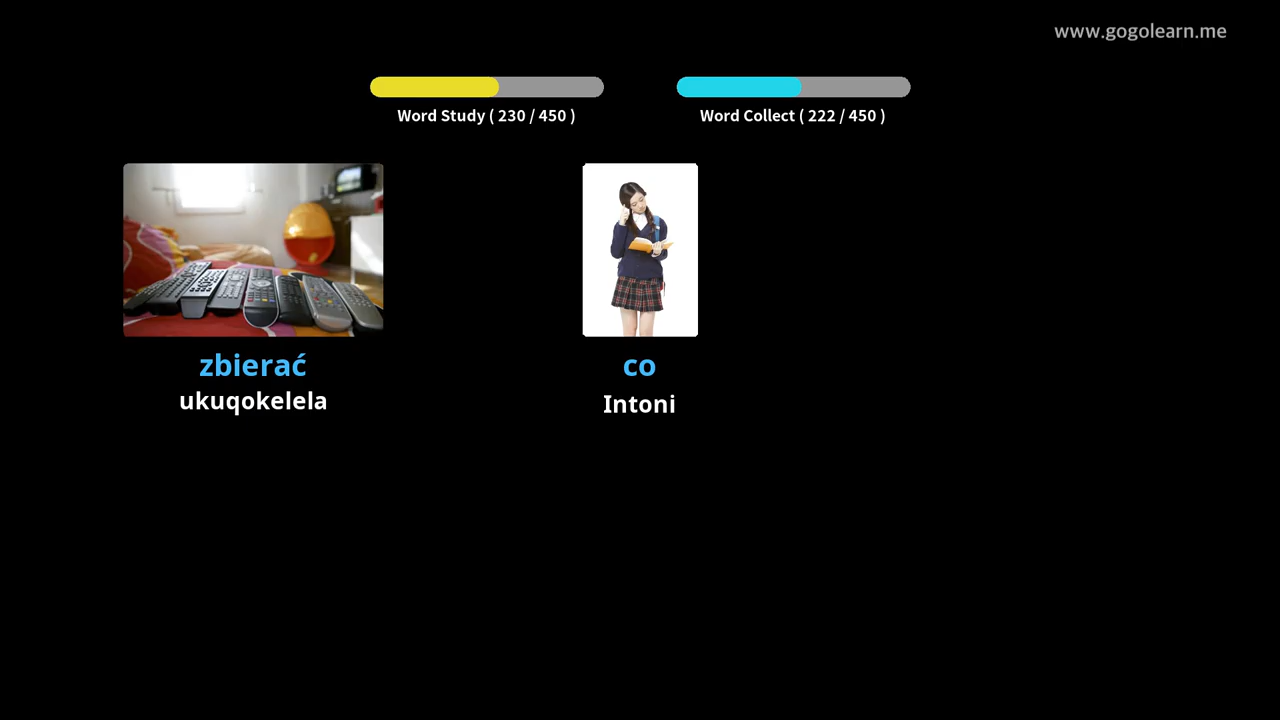 www.gogolearn.me
Word Study ( 230 / 450 )
Word Collect ( 222 / 450 )
zbierać
ukuqokelela
co
Intoni